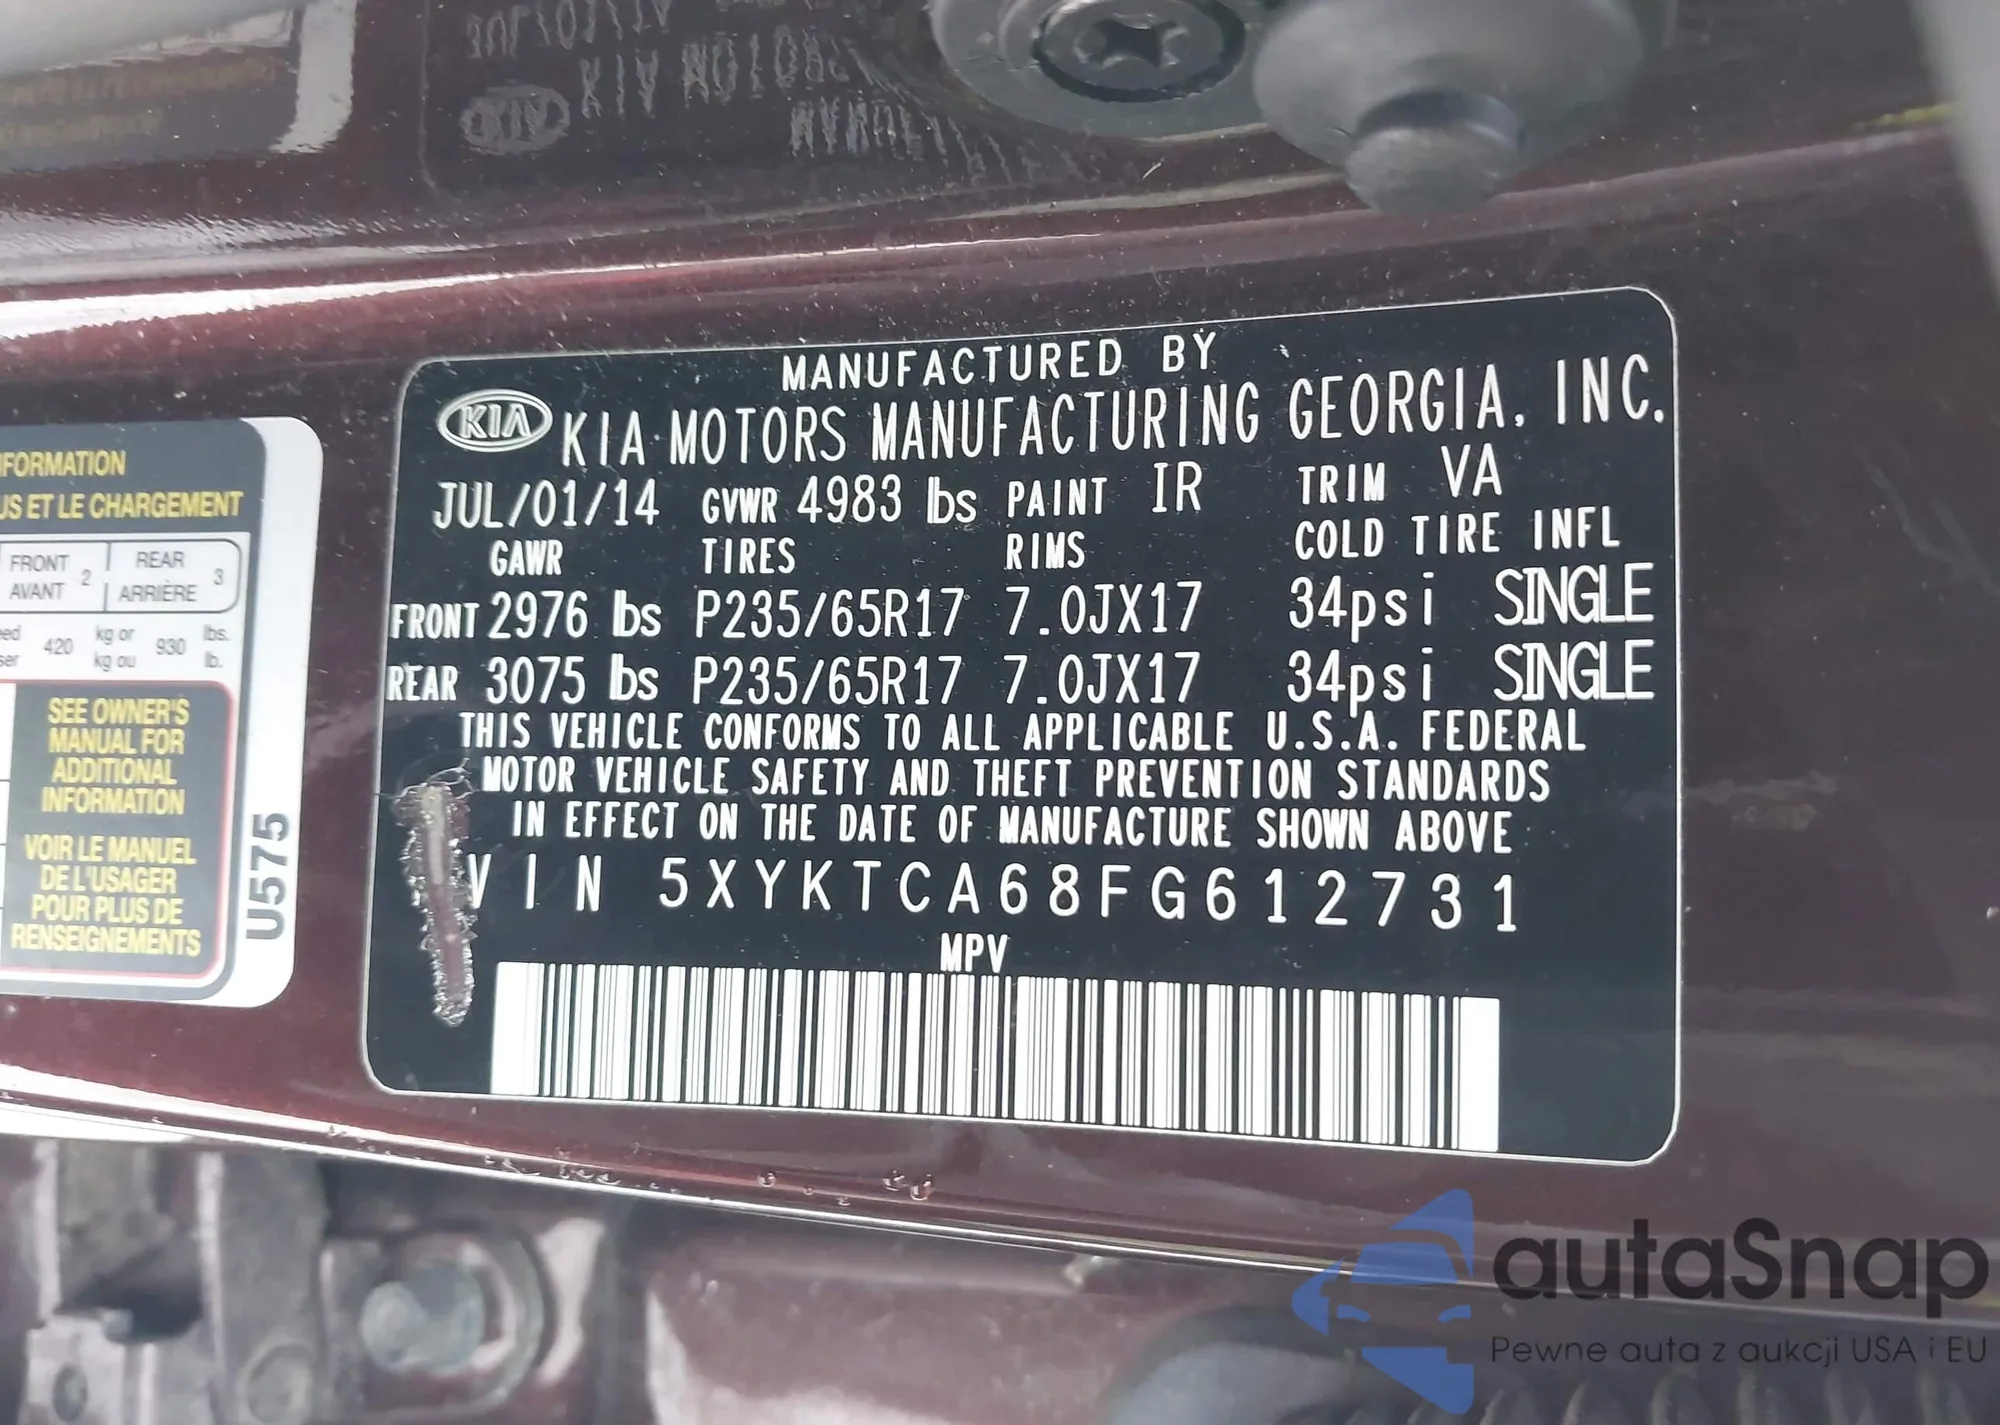 MANUFACTURED BY
KIA KIA MOTORS MANUFACTURING GEORGIA, INC.
JUL/01/14 GVWR 4983 lbs PAINT IR TRIM VA
GAWR TIRES RIMS COLD TIRE INFL
FRONT 2976 lbs P235/65R17 7.0JX17 34psi SINGLE
REAR 3075 lbs P235/65R17 7.0JX17 34psi SINGLE
THIS VEHICLE CONFORMS TO ALL APPLICABLE U.S.A. FEDERAL
MOTOR VEHICLE SAFETY AND THEFT PREVENTION STANDARDS
IN EFFECT ON THE DATE OF MANUFACTURE SHOWN ABOVE
VIN 5XYKTCA68FG612731
MPV
ET LE CHARGEMENT
FRONT 2 REAR 3
AVANT ARRIÈRE
420 kg or 930 lbs.
kg ou lb.
SEE OWNER'S
MANUAL FOR
ADDITIONAL
INFORMATION
VOIR LE MANUEL
DE L'USAGER
POUR PLUS DE
RENSEIGNEMENTS
U575
autaSnap
Pewne auta z aukcji USA i EU